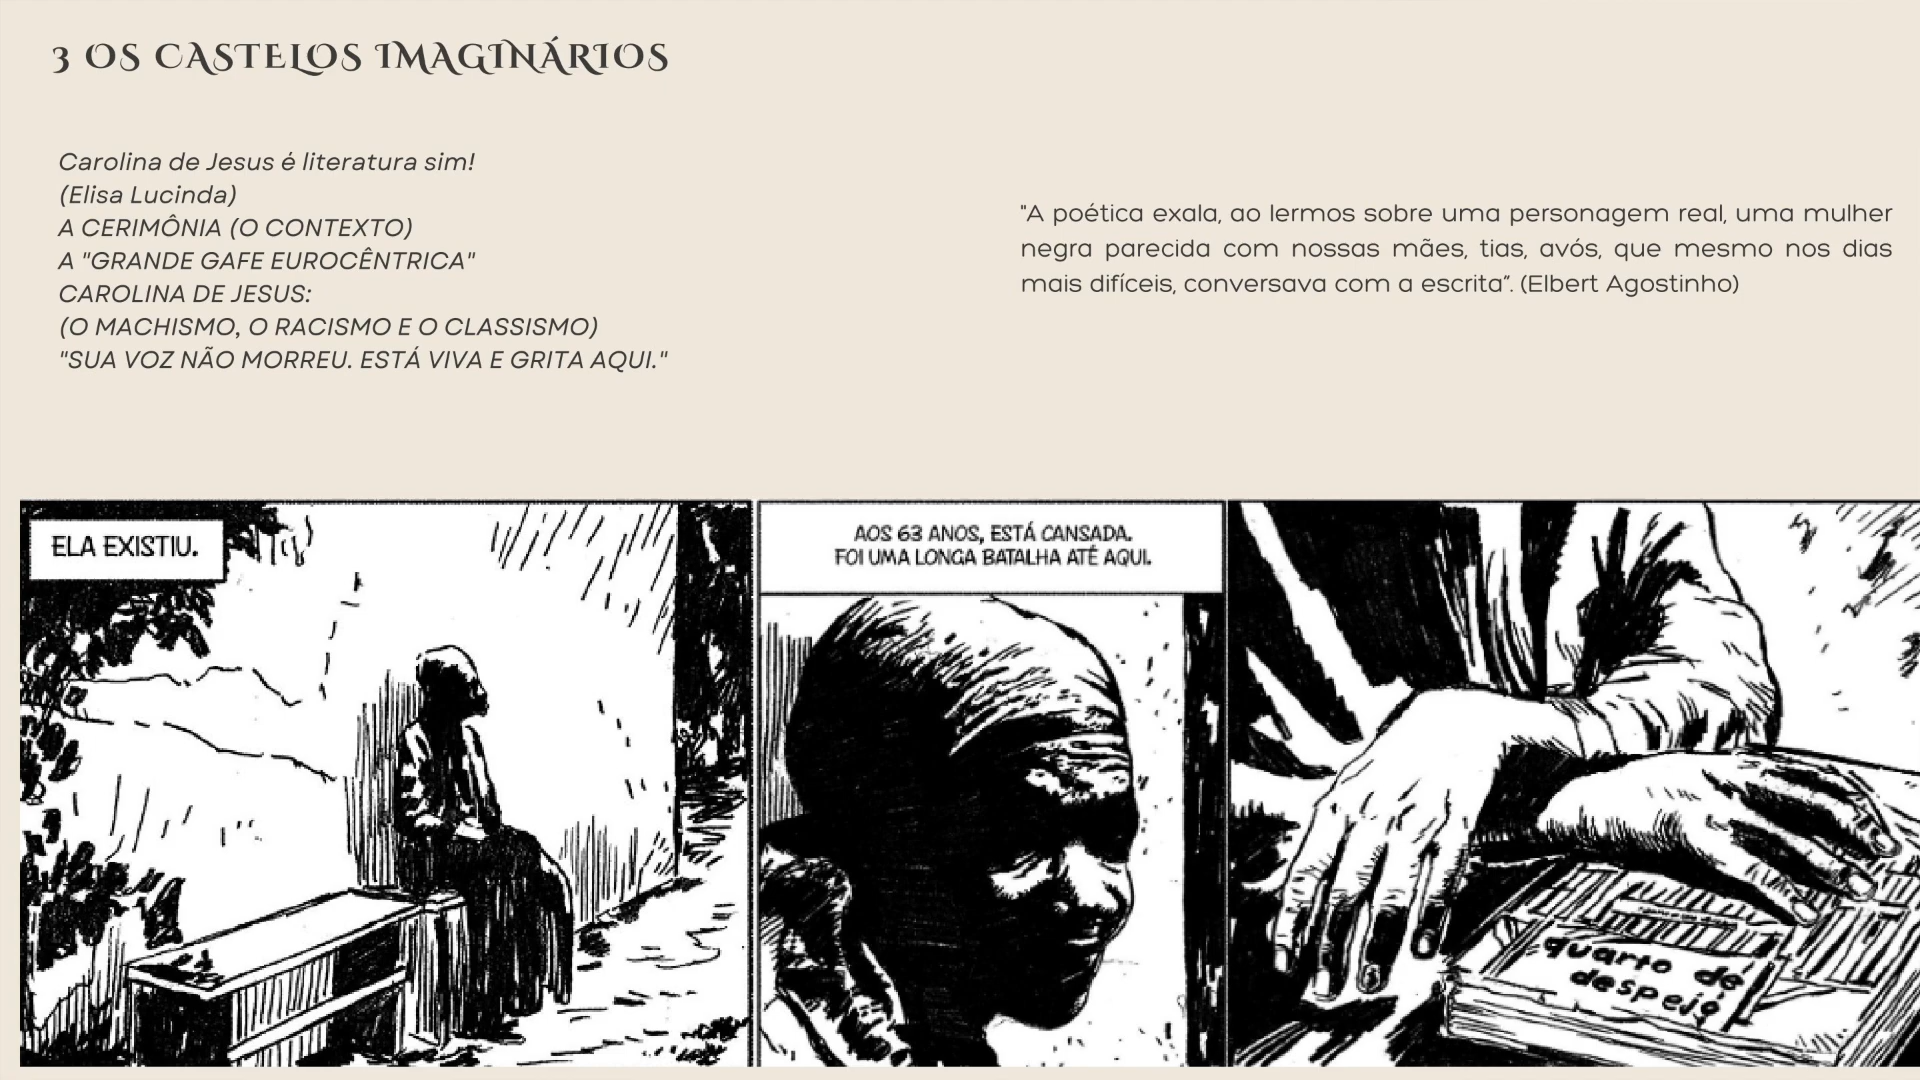 3 OS CASTELOS IMAGINÁRIOS
Carolina de Jesus é literatura sim!
(Elisa Lucinda)
A CERIMÔNIA (O CONTEXTO)
A "GRANDE GAFE EUROCÊNTRICA"
CAROLINA DE JESUS:
(O MACHISMO, O RACISMO E O CLASSISMO)
"SUA VOZ NÃO MORREU. ESTÁ VIVA E GRITA AQUI."
"A poética exala, ao lermos sobre uma personagem real, uma mulher
negra parecida com nossas mães, tias, avós, que mesmo nos dias
mais difíceis, conversava com a escrita”. (Elbert Agostinho)
ELA EXISTIU.
AOS 63 ANOS, ESTÁ CANSADA.
FOI UMA LONGA BATALHA ATÉ AQUI.
quarto de
despejo